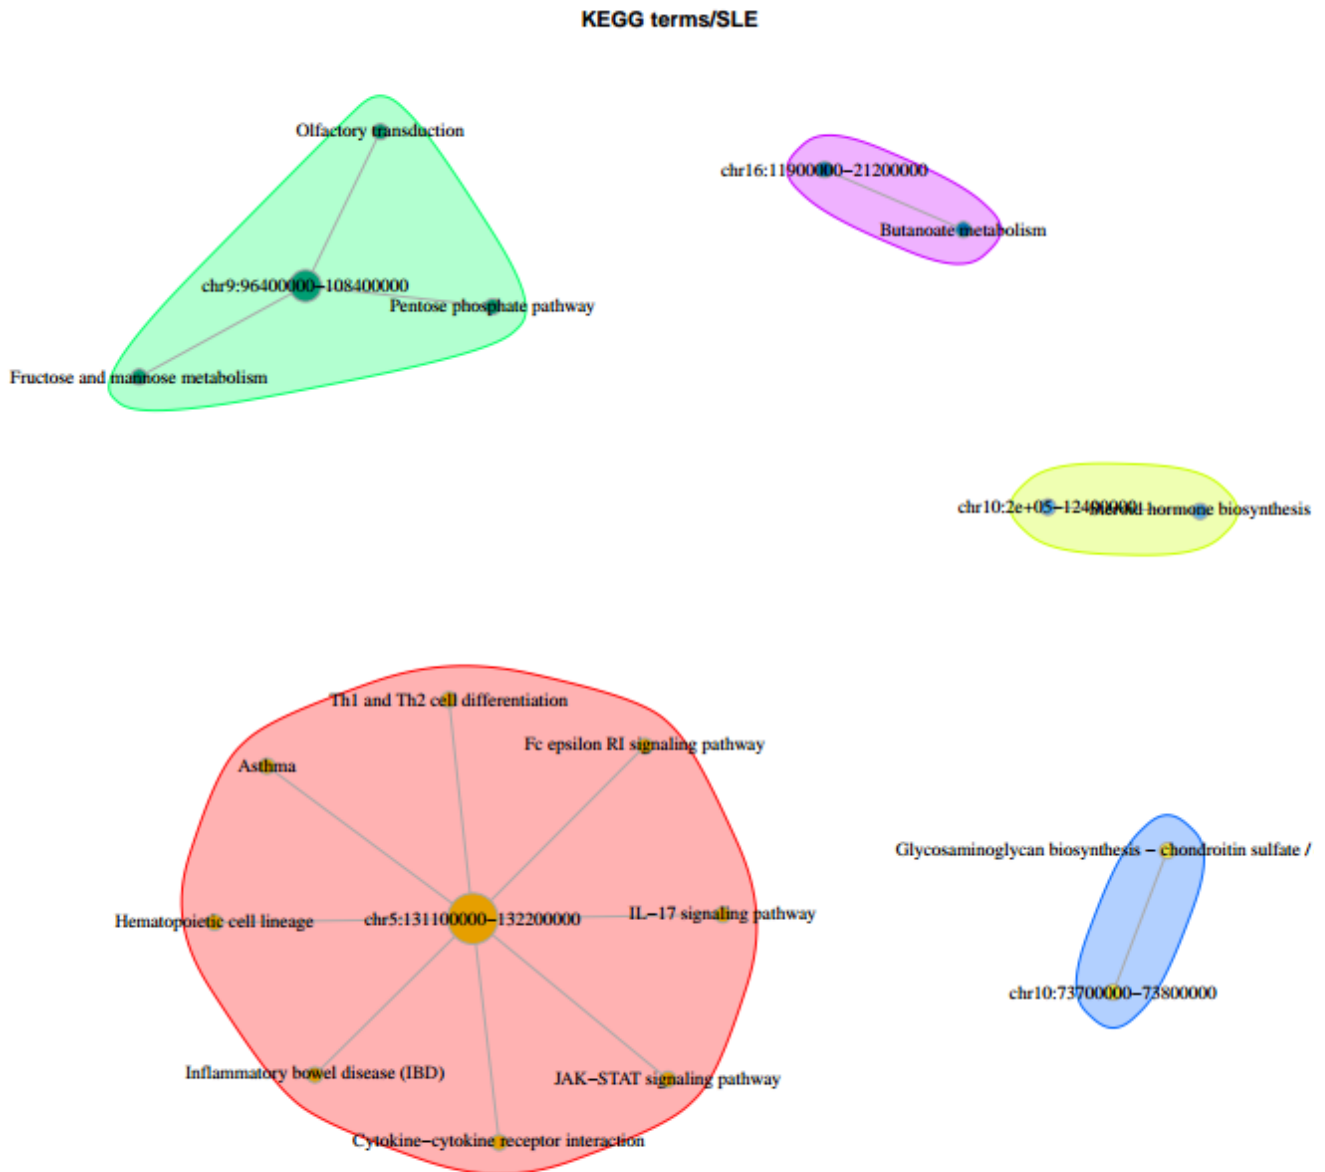 KEGG terms/SLE
Olfactory transduction
chr16:11900000−21200000
Butanoate metabolism
chr9:96400000−108400000
Pentose phosphate pathway
Fructose and mannose metabolism
chr10:2e+05−12400000
hormone biosynthesis
Th1 and Th2 cell differentiation
Fc epsilon RI signaling pathway
Asthma
Glycosaminoglycan biosynthesis − chondroitin sulfate /
Hematopoietic cell lineage
chr5:131100000−132200000
IL−17 signaling pathway
chr10:73700000−73800000
Inflammatory bowel disease (IBD)
JAK−STAT signaling pathway
Cytokine−cytokine receptor interaction